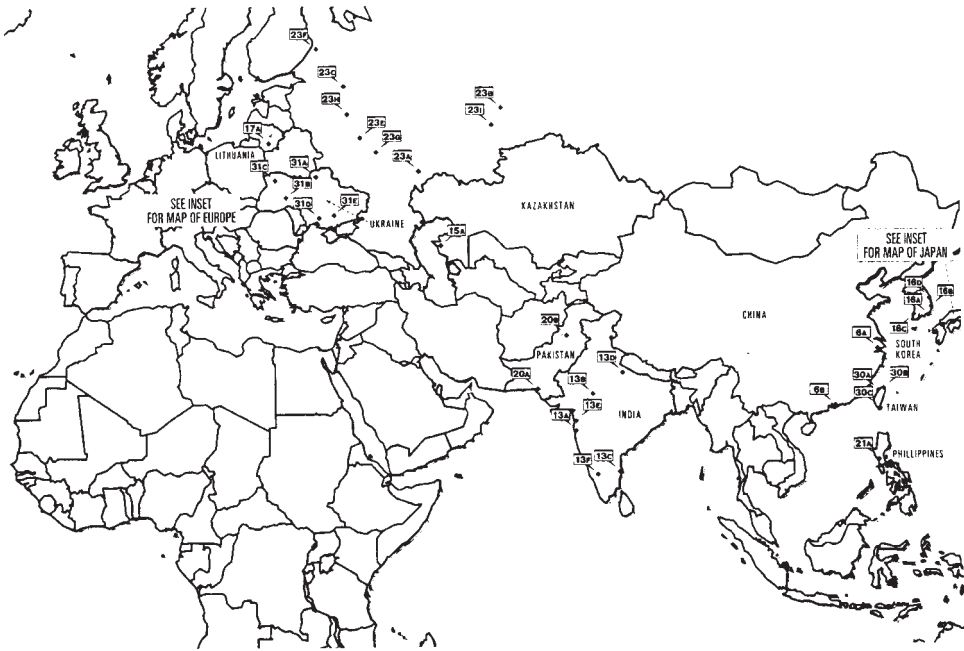 23F
23C
23H
23B
23I
23E
23G
17A
LITHUANIA
23A
31C
31A
31B
SEE INSET
FOR MAP OF EUROPE
31D
31E
UKRAINE
KAZAKHSTAN
15A
SEE INSET
FOR MAP OF JAPAN
16D
16B
16A
16C
CHINA
20B
6A
SOUTH
KOREA
PAKISTAN
13D
20A
13B
30A
30B
6B
30C
13E
13A
INDIA
TAIWAN
21A
PHILLIPPINES
13F
13C